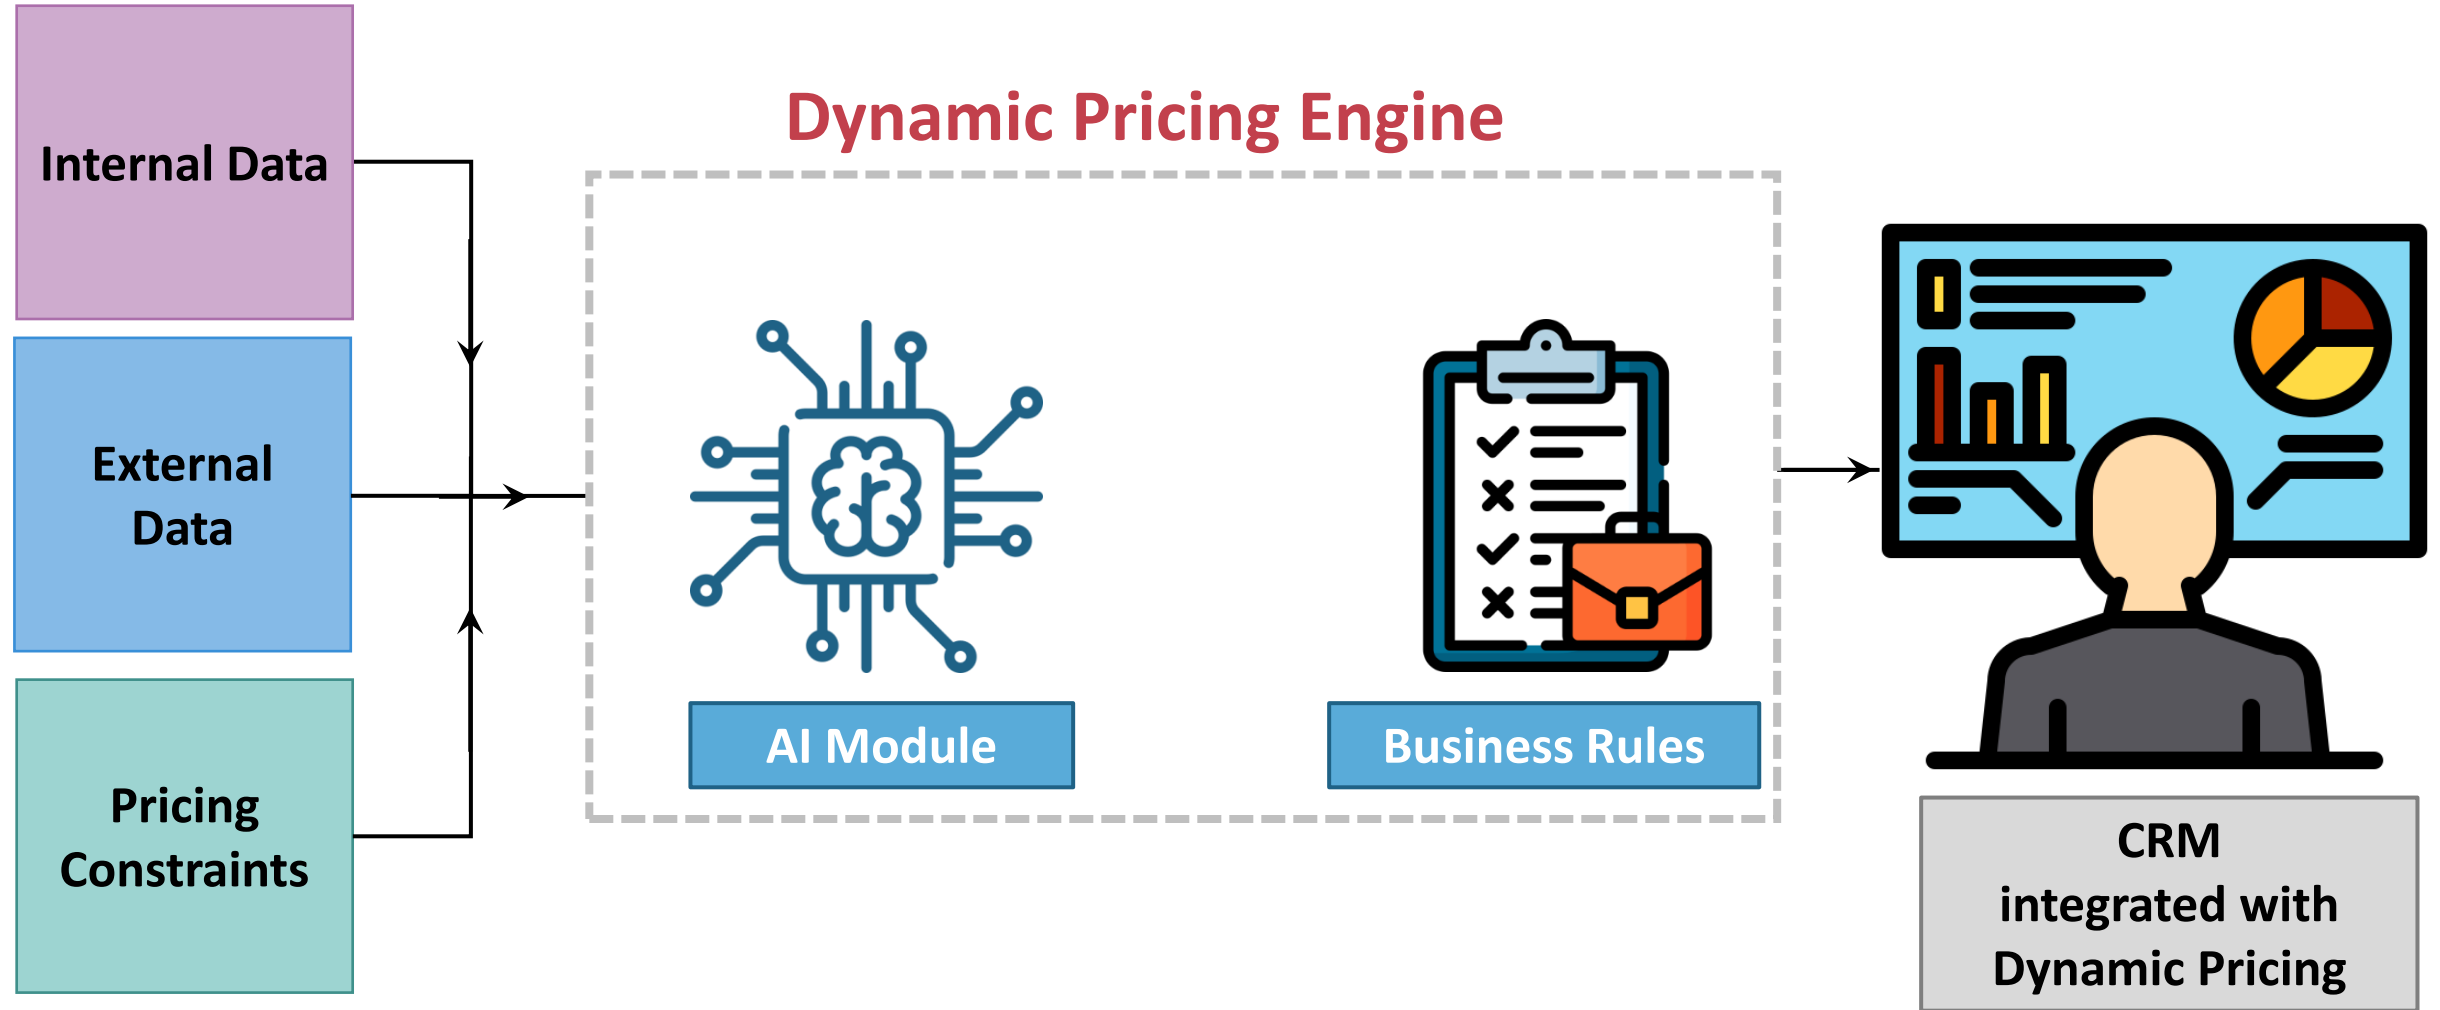 Internal Data
External
Data
Pricing
Constraints
Dynamic Pricing Engine
AI Module
Business Rules
CRM
integrated with
Dynamic Pricing